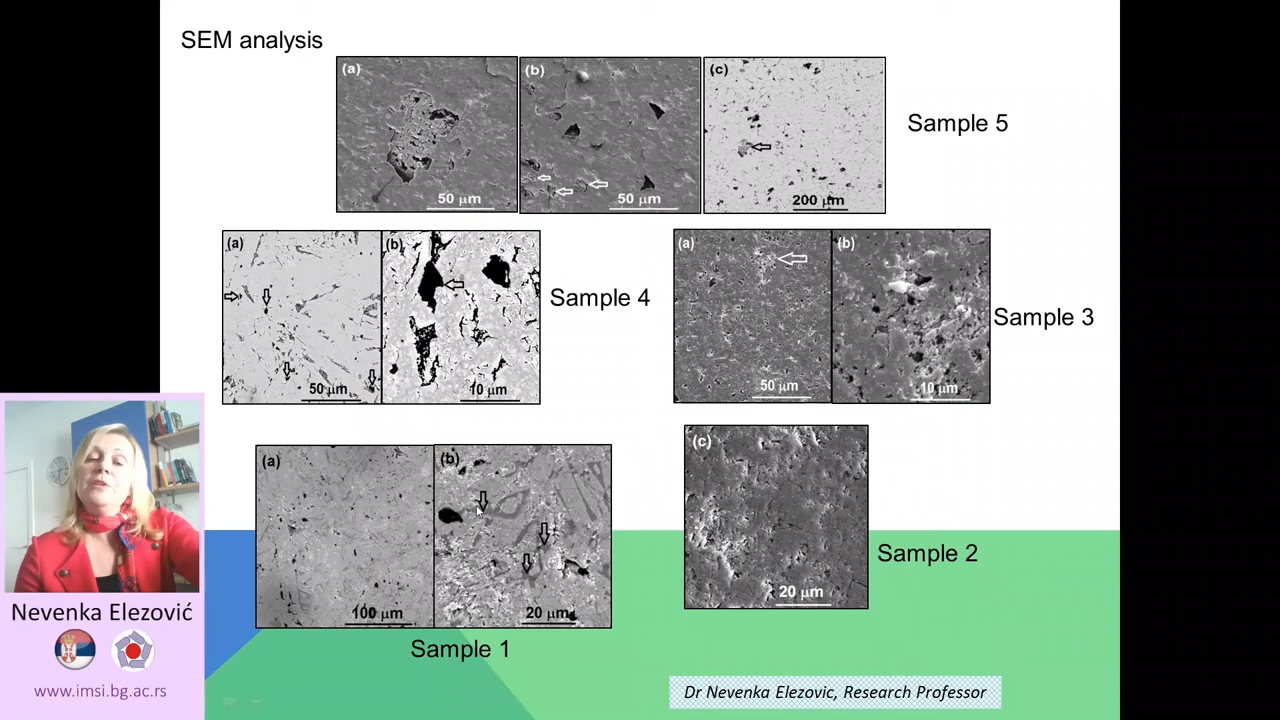 SEM analysis
(a)
50 µm
(b)
50 µm
(c)
200 µm
Sample 5
(a)
50 µm
(b)
10 µm
Sample 4
(a)
50 µm
(b)
10 µm
Sample 3
(a)
100 µm
(b)
20 µm
Sample 1
(c)
20 µm
Sample 2
Nevenka Elezović
www.imsi.bg.ac.rs
Dr Nevenka Elezovic, Research Professor